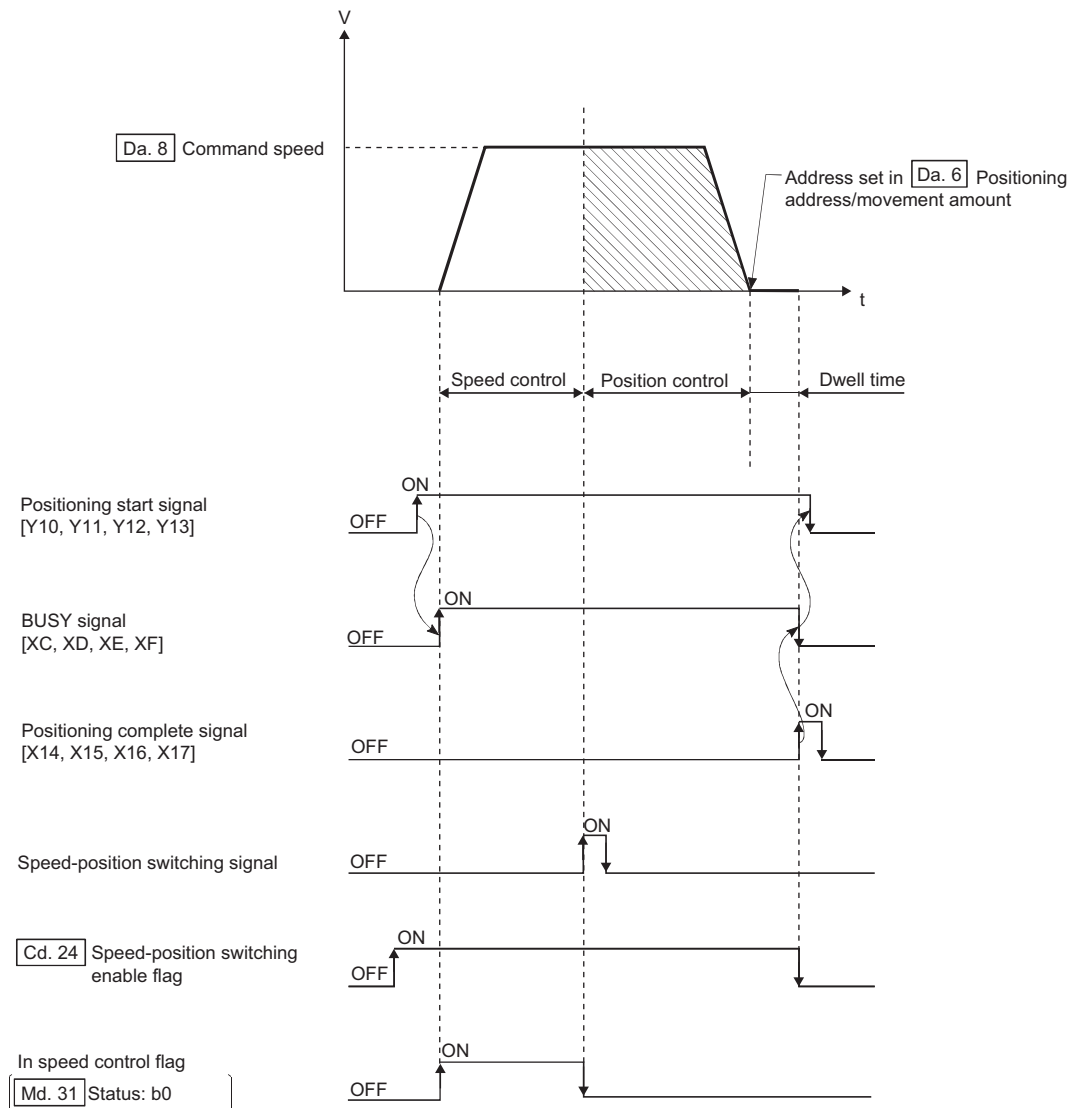 V
Da. 8 Command speed
Address set in Da. 6 Positioning
address/movement amount
t
Speed control
Position control
Dwell time
ON
Positioning start signal
[Y10, Y11, Y12, Y13]
OFF
ON
BUSY signal
[XC, XD, XE, XF]
OFF
ON
Positioning complete signal
[X14, X15, X16, X17]
OFF
ON
Speed-position switching signal
OFF
ON
Cd. 24 Speed-position switching
enable flag
OFF
ON
In speed control flag
Md. 31 Status: b0
OFF